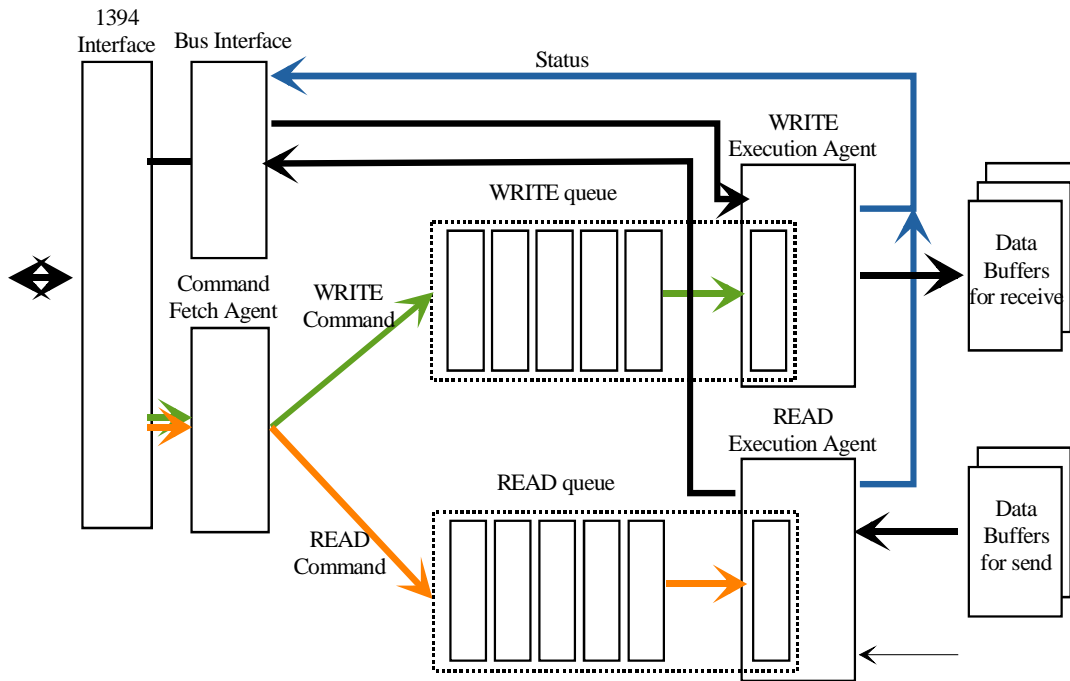 1394
Interface
Bus Interface
Status
WRITE
Execution Agent
WRITE queue
Data
Buffers
for receive
Command
Fetch Agent
WRITE
Command
READ
Execution Agent
READ queue
Data
Buffers
for send
READ
Command